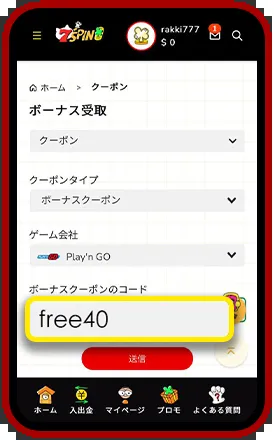 7SPIN
rakki777
$ 0
1
ホーム > クーポン
ボーナス受取
クーポン
クーポンタイプ
ボーナスクーポン
ゲーム会社
Play'n GO
ボーナスクーポンのコード
free40
送信
ホーム 入出金 マイページ プロモ よくある質問